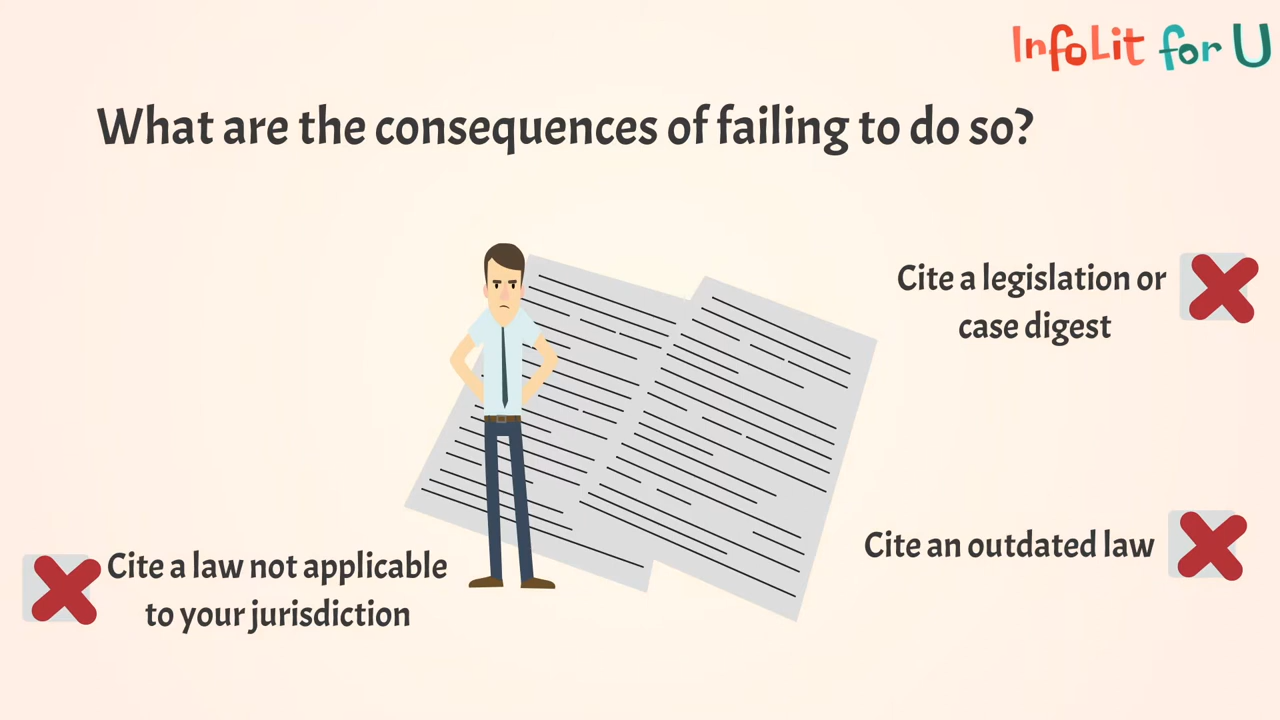 InfoLit for U
What are the consequences of failing to do so?
Cite a legislation or
case digest
Cite an outdated law
Cite a law not applicable
to your jurisdiction